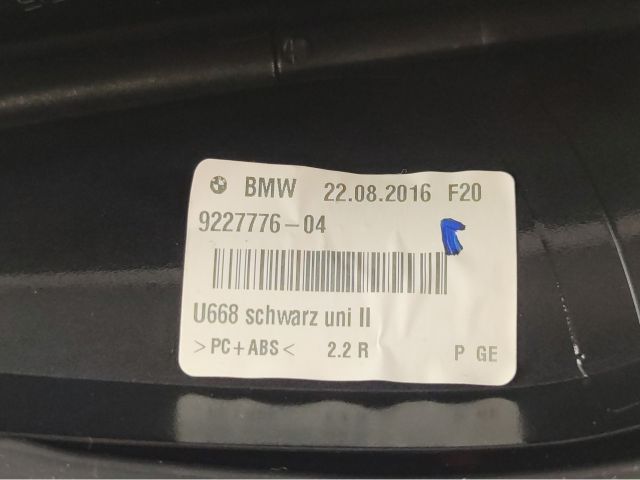 BMW 22.08.2016 F20
9227776-04
U668 schwarz uni II
>PC+ABS< 2.2 R P GE